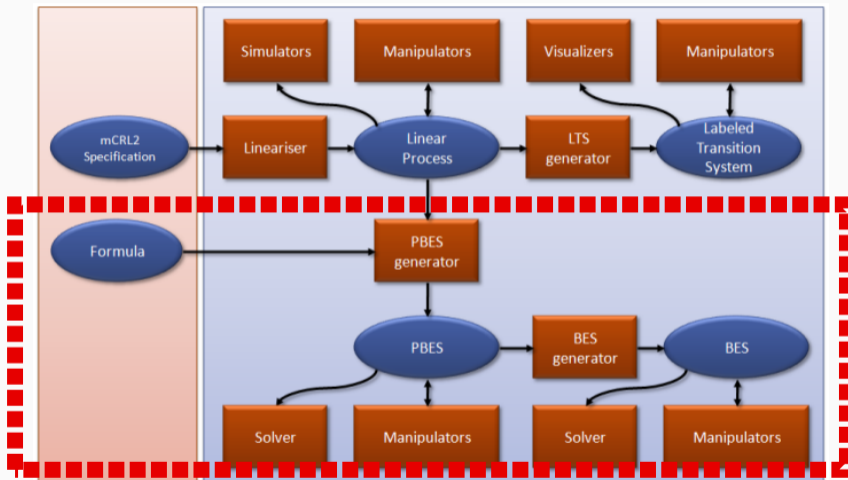 Simulators
Manipulators
Visualizers
Manipulators
mCRL2
Specification
Lineariser
Linear
Process
LTS
generator
Labeled
Transition
System
Formula
PBES
generator
PBES
BES
generator
BES
Solver
Manipulators
Solver
Manipulators